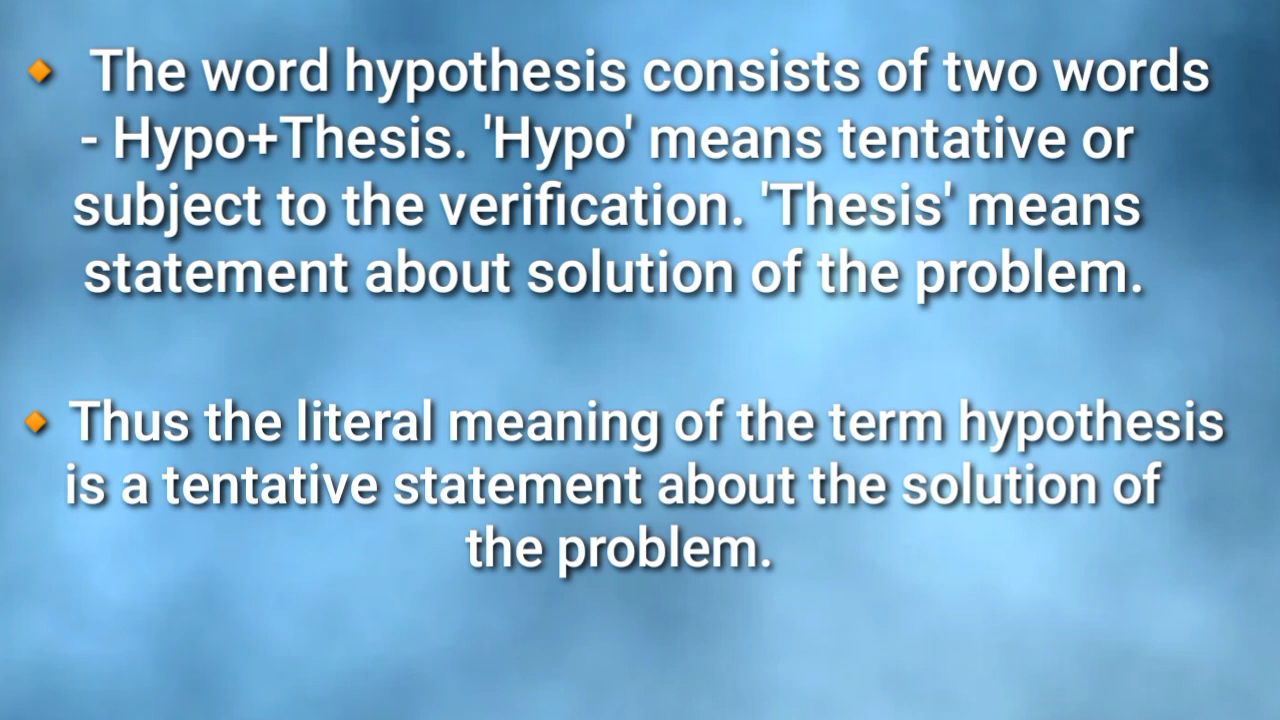 🔸 The word hypothesis consists of two words
- Hypo+Thesis. 'Hypo' means tentative or
subject to the verification. 'Thesis' means
statement about solution of the problem.
🔸 Thus the literal meaning of the term hypothesis
is a tentative statement about the solution of
the problem.